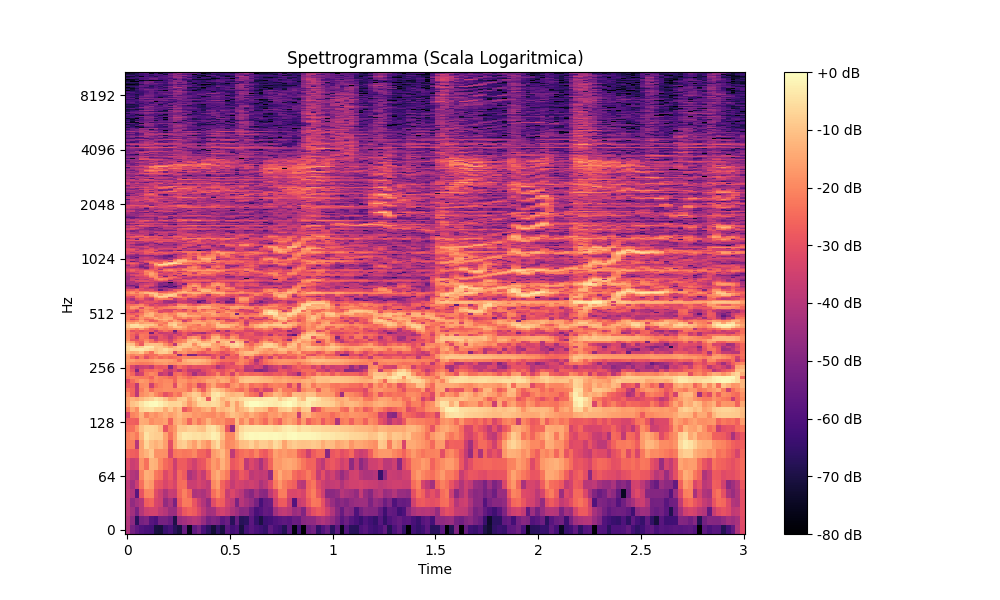 Spettrogramma (Scala Logaritmica)
Hz
8192
4096
2048
1024
512
256
128
64
0
0
0.5
1
1.5
2
2.5
3
Time
+0 dB
-10 dB
-20 dB
-30 dB
-40 dB
-50 dB
-60 dB
-70 dB
-80 dB